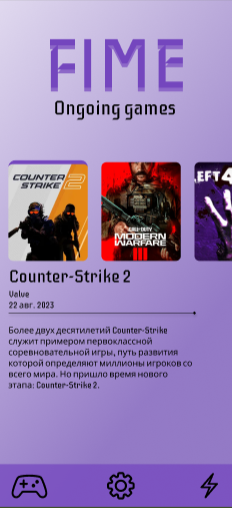 FIME
Ongoing games
COUNTER
STRIKE 2
CALL OF DUTY
MODERN
WARFARE
EFT 4
Counter-Strike 2
Valve
22 авг. 2023
Более двух десятилетий Counter-Strike
служит примером первоклассной
соревновательной игры, путь развития
которой определяют миллионы игроков со
всего мира. Но пришло время нового
этапа: Counter-Strike 2.